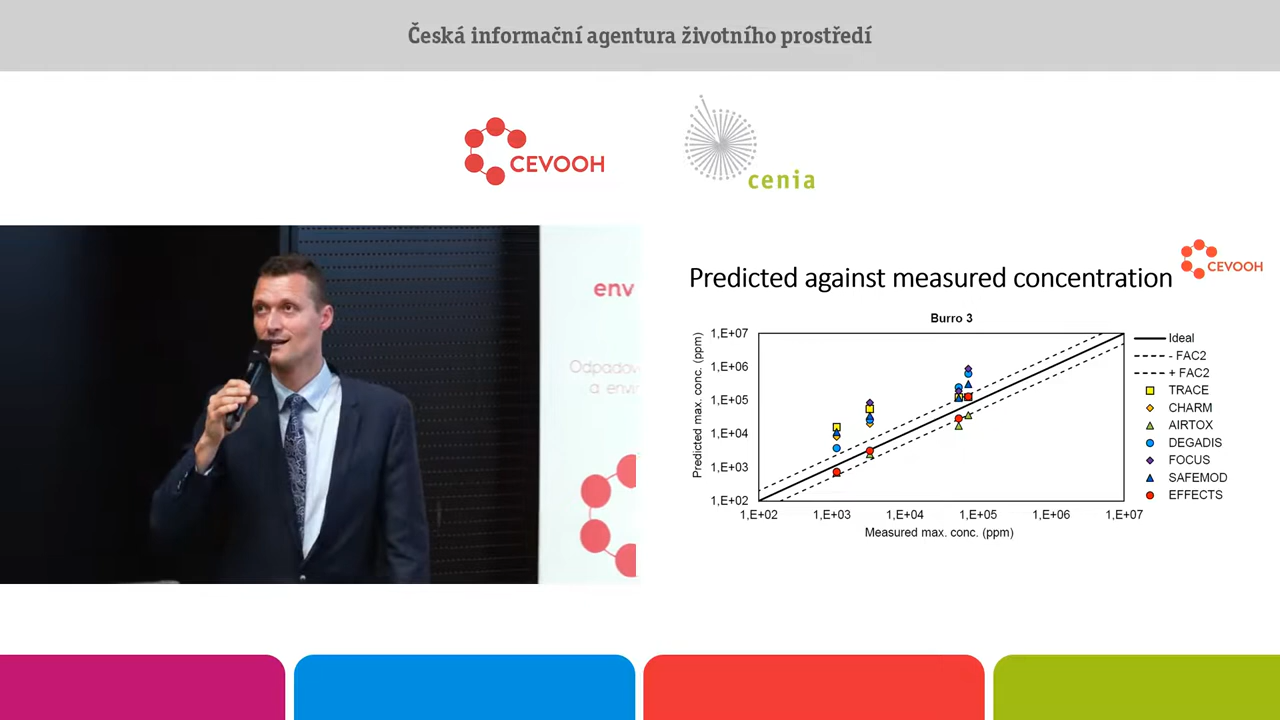 Česká informační agentura životního prostředí
CEVOOH
cenia
env
Odpadov
a envi
Predicted against measured concentration
CEVOOH
Burro 3
Predicted max. conc. (ppm)
1,E+07
1,E+06
1,E+05
1,E+04
1,E+03
1,E+02
1,E+02 1,E+03 1,E+04 1,E+05 1,E+06 1,E+07
Measured max. conc. (ppm)
Ideal
- FAC2
+ FAC2
TRACE
CHARM
AIRTOX
DEGADIS
FOCUS
SAFEMOD
EFFECTS